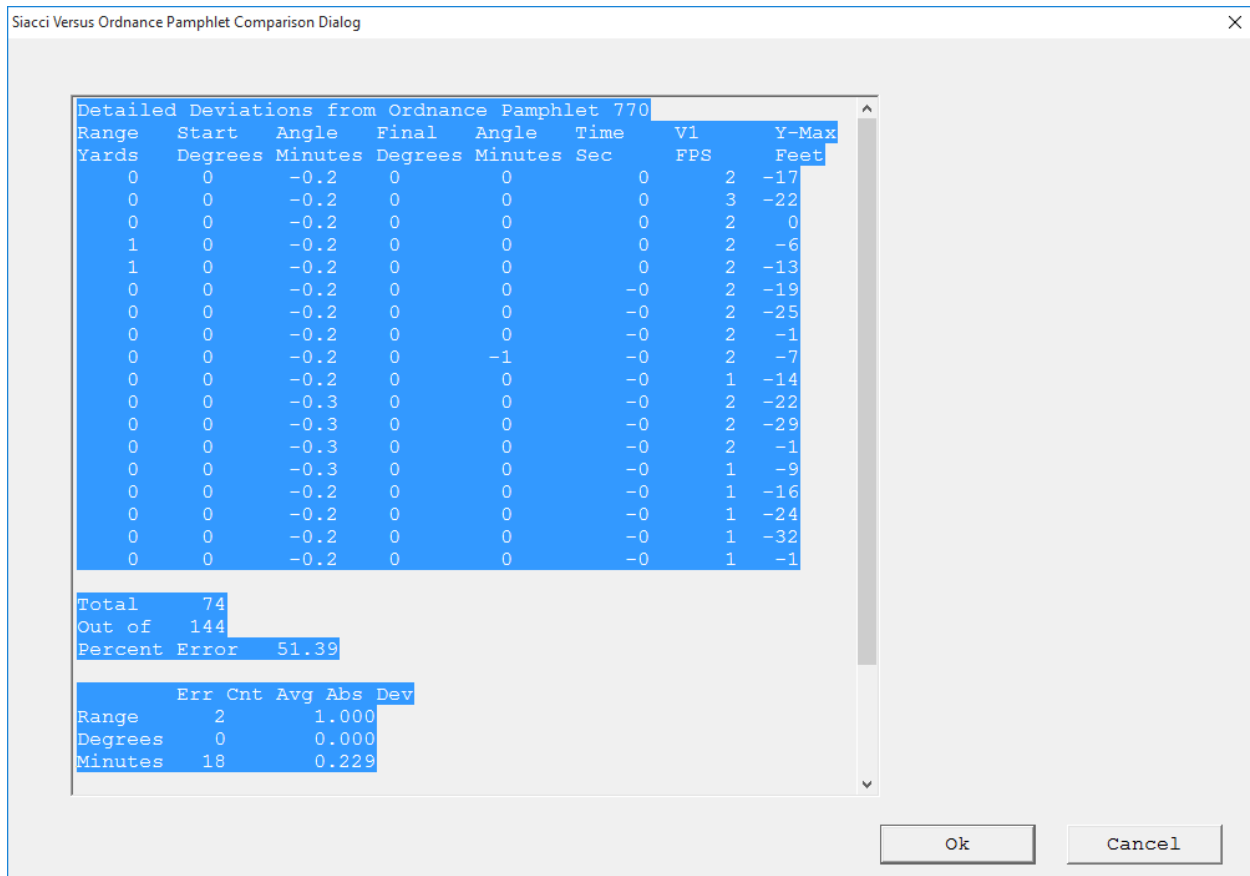 Siacci Versus Ordnance Pamphlet Comparison Dialog
Detailed Deviations from Ordnance Pamphlet 770
Range Start Angle Final Angle Time V1 Y-Max
Yards Degrees Minutes Degrees Minutes Sec FPS Feet
0 0 -0.2 0 0 0 2 -17
0 0 -0.2 0 0 0 3 -22
0 0 -0.2 0 0 0 2 0
1 0 -0.2 0 0 0 2 -6
1 0 -0.2 0 0 0 2 -13
0 0 -0.2 0 0 -0 2 -19
0 0 -0.2 0 0 -0 2 -25
0 0 -0.2 0 0 -0 2 -1
0 0 -0.2 0 -1 -0 2 -7
0 0 -0.2 0 0 -0 1 -14
0 0 -0.3 0 0 -0 2 -22
0 0 -0.3 0 0 -0 2 -29
0 0 -0.3 0 0 -0 2 -1
0 0 -0.3 0 0 -0 1 -9
0 0 -0.2 0 0 -0 1 -16
0 0 -0.2 0 0 -0 1 -24
0 0 -0.2 0 0 -0 1 -32
0 0 -0.2 0 0 -0 1 -1
Total 74
Out of 144
Percent Error 51.39
Err Cnt Avg Abs Dev
Range 2 1.000
Degrees 0 0.000
Minutes 18 0.229
Ok Cancel